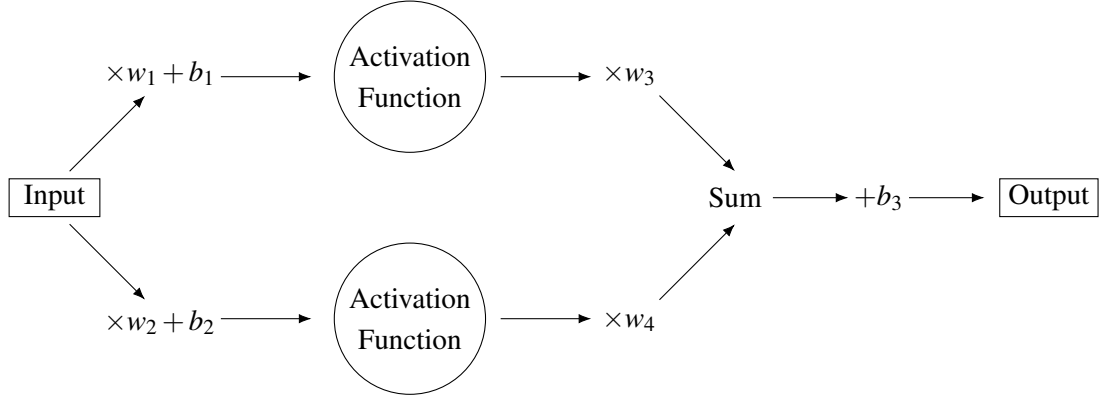 Activation
Function
×w₁ + b₁
×w₃
Input
Sum
+b₃
Output
Activation
Function
×w₂ + b₂
×w₄